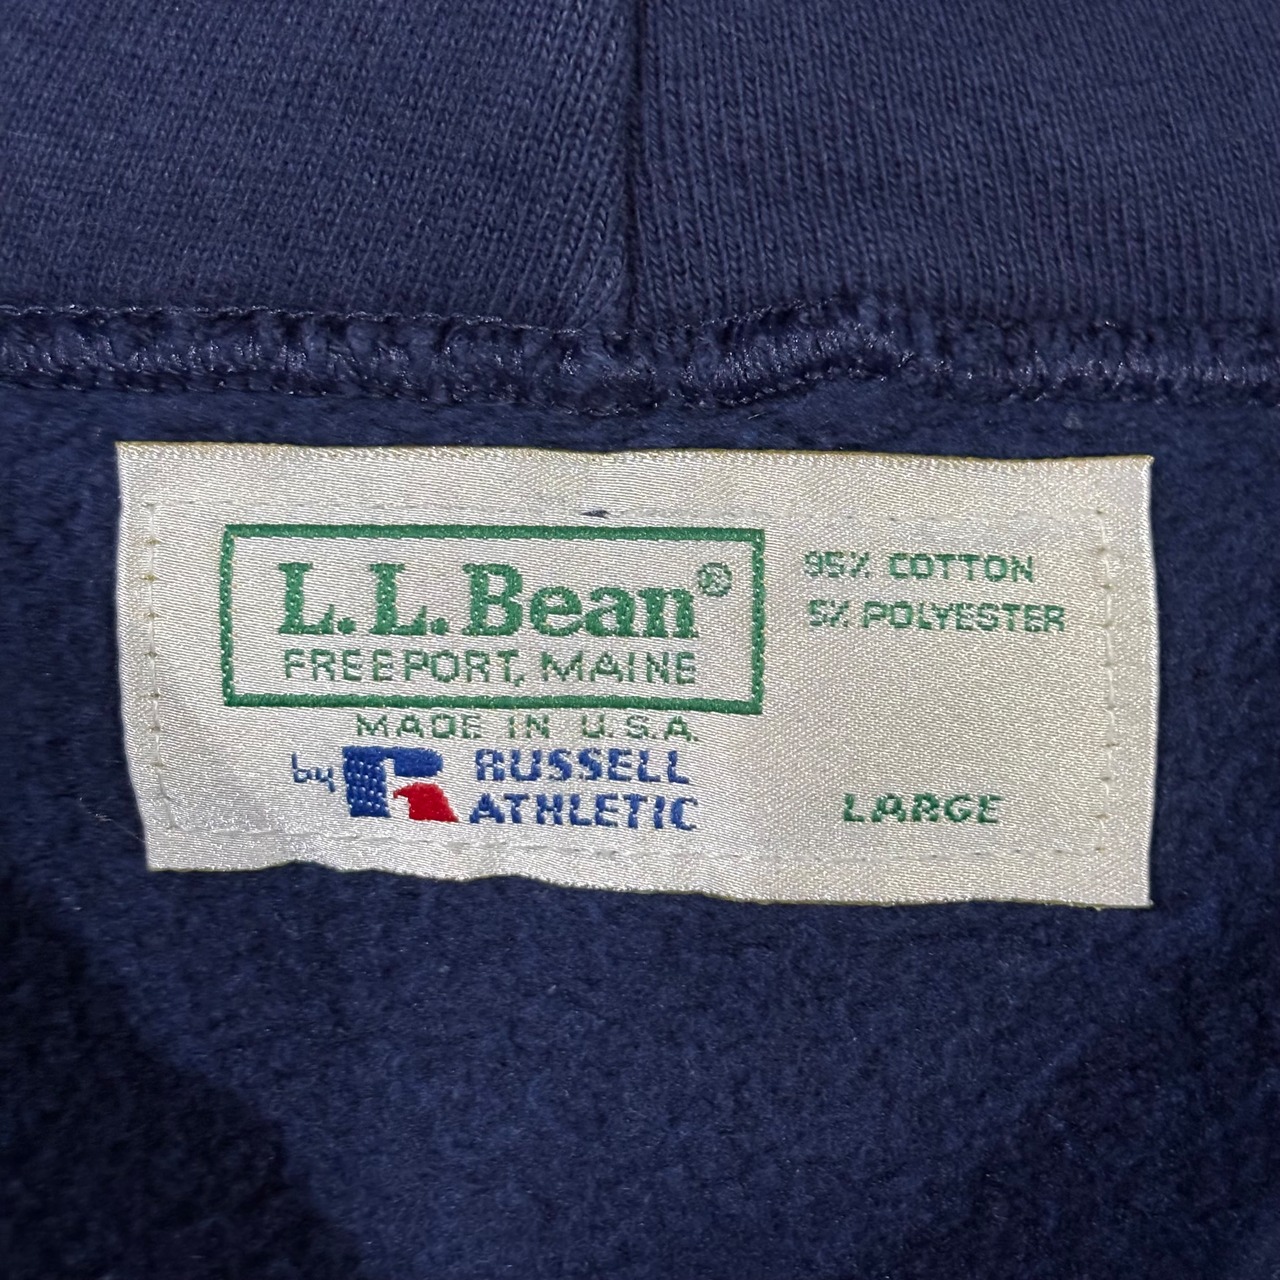 L.L.Bean®
FREEPORT, MAINE
MADE IN U.S.A.
by RUSSELL
ATHLETIC
95% COTTON
5% POLYESTER
LARGE